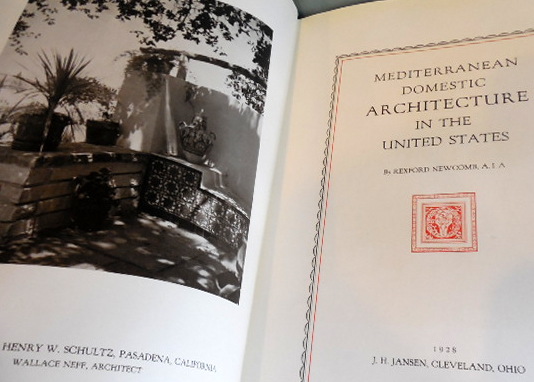 HENRY W. SCHULTZ, PASADENA, CALIFORNIA
WALLACE NEFF, ARCHITECT
MEDITERRANEAN
DOMESTIC
ARCHITECTURE
IN THE
UNITED STATES
By REXFORD NEWCOMB, A. I. A
1928
J. H. JANSEN, CLEVELAND, OHIO